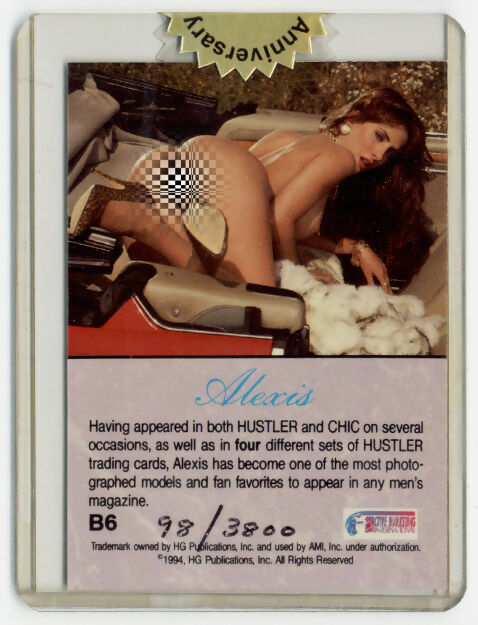 Anniversary
Alexis
Having appeared in both HUSTLER and CHIC on several
occasions, as well as in four different sets of HUSTLER
trading cards, Alexis has become one of the most photo-
graphed models and fan favorites to appear in any men's
magazine.
B6 98/3800
ACTIVE MARKETING
INTERNATIONAL
Trademark owned by HG Publications, Inc. and used by AMI, Inc. under authorization.
©1994, HG Publications, Inc. All Rights Reserved